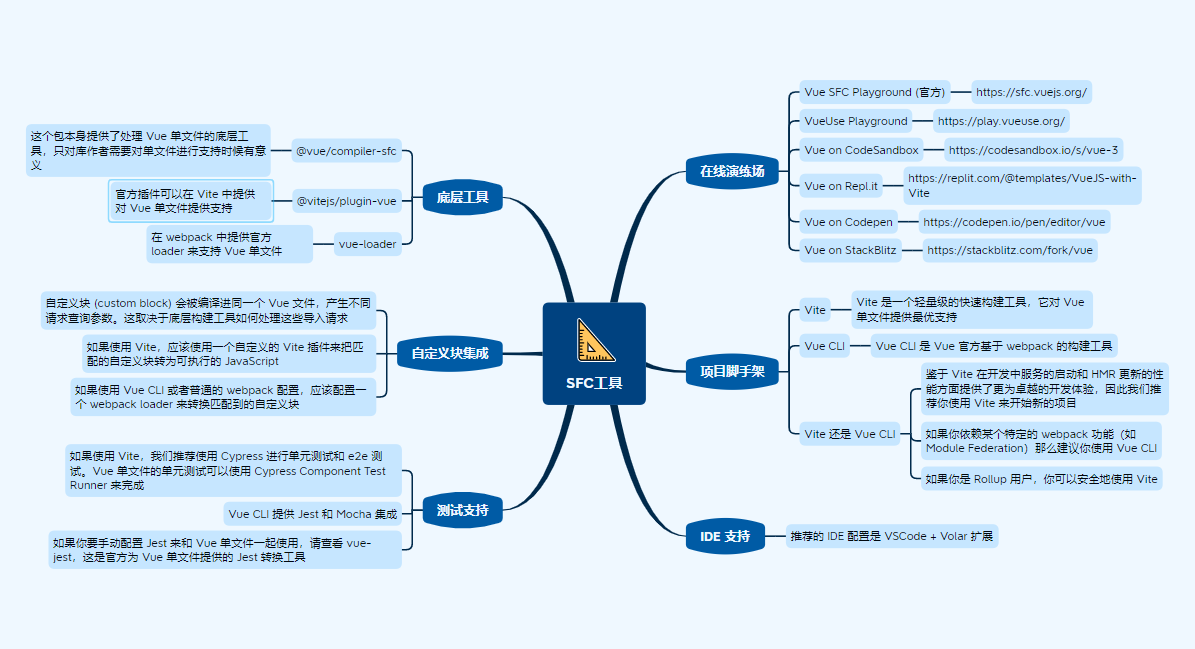 SFC工具
在线演练场
Vue SFC Playground (官方)
https://sfc.vuejs.org/
VueUse Playground
https://play.vueuse.org/
Vue on CodeSandbox
https://codesandbox.io/s/vue-3
Vue on Repl.it
https://replit.com/@templates/VueJS-with-
Vite
Vue on Codepen
https://codepen.io/pen/editor/vue
Vue on StackBlitz
https://stackblitz.com/fork/vue
项目脚手架
Vite
Vite 是一个轻量级的快速构建工具，它对 Vue
单文件提供最优支持
Vue CLI
Vue CLI 是 Vue 官方基于 webpack 的构建工具
Vite 还是 Vue CLI
鉴于 Vite 在开发中服务的启动和 HMR 更新的性
能方面提供了更为卓越的开发体验，因此我们推
荐你使用 Vite 来开始新的项目
如果你依赖某个特定的 webpack 功能（如
Module Federation）那么建议你使用 Vue CLI
如果你是 Rollup 用户，你可以安全地使用 Vite
IDE 支持
推荐的 IDE 配置是 VSCode + Volar 扩展
底层工具
@vue/compiler-sfc
这个包本身提供了处理 Vue 单文件的底层工
具，只对库作者需要对单文件进行支持时候有意
义
@vitejs/plugin-vue
官方插件可以在 Vite 中提供
对 Vue 单文件提供支持
vue-loader
在 webpack 中提供官方
loader 来支持 Vue 单文件
自定义块集成
自定义块 (custom block) 会被编译进同一个 Vue 文件，产生不同
请求查询参数。这取决于底层构建工具如何处理这些导入请求
如果使用 Vite，应该使用一个自定义的 Vite 插件来把匹
配的自定义块转为可执行的 JavaScript
如果使用 Vue CLI 或者普通的 webpack 配置，应该配置一
个 webpack loader 来转换匹配到的自定义块
测试支持
如果使用 Vite，我们推荐使用 Cypress 进行单元测试和 e2e 测
试。Vue 单文件的单元测试可以使用 Cypress Component Test
Runner 来完成
Vue CLI 提供 Jest 和 Mocha 集成
如果你要手动配置 Jest 来和 Vue 单文件一起使用，请查看 vue-
jest，这是官方为 Vue 单文件提供的 Jest 转换工具